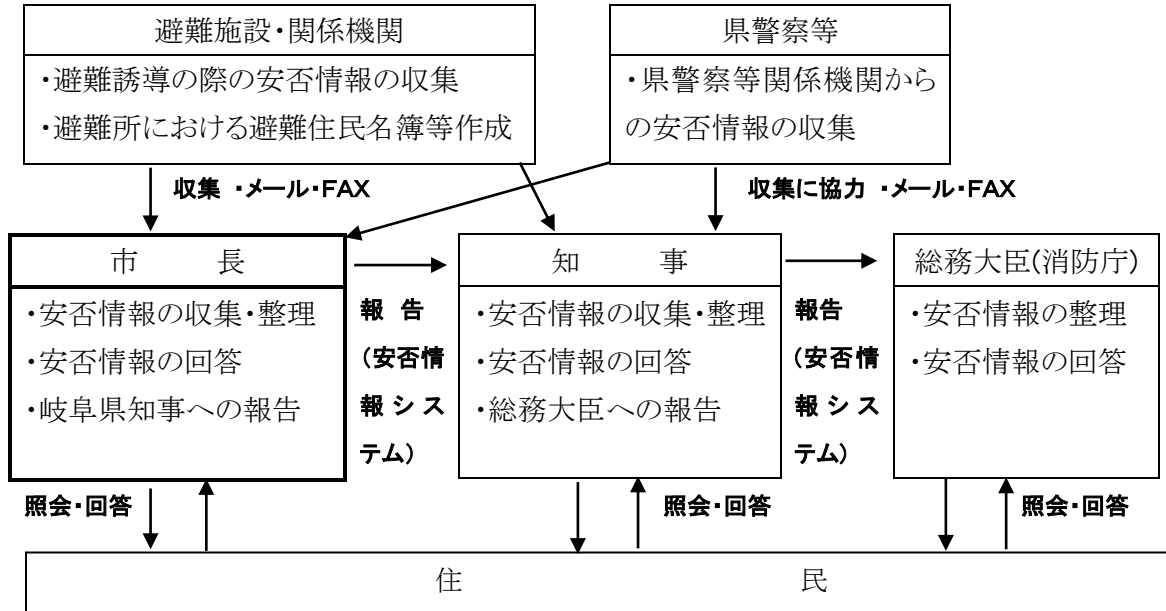 避難施設・関係機関
・避難誘導の際の安否情報の収集
・避難所における避難住民名簿等作成
県警察等
・県警察等関係機関から
の安否情報の収集
収集 ・メール・FAX
収集に協力 ・メール・FAX
市 長
・安否情報の収集・整理
・安否情報の回答
・岐阜県知事への報告
報 告
（安否情
報 シ ス
テム）
知 事
・安否情報の収集・整理
・安否情報の回答
・総務大臣への報告
報告
（安否情
報 シ ス
テム）
総務大臣(消防庁)
・安否情報の整理
・安否情報の回答
照会・回答
照会・回答
照会・回答
住 民